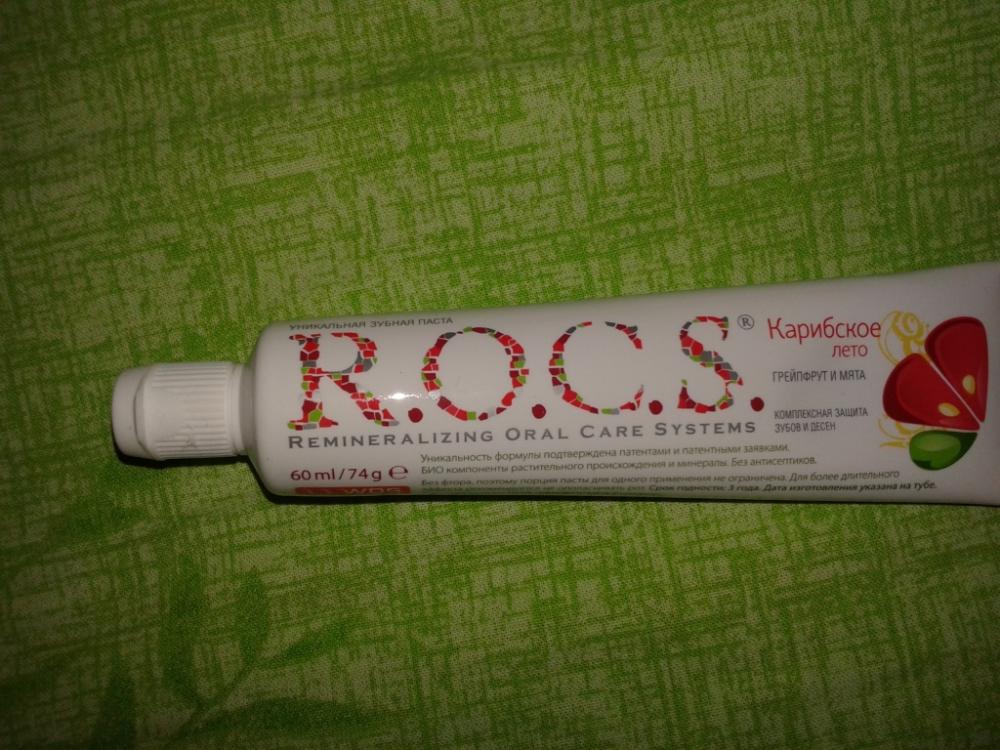 УНИКАЛЬНАЯ ЗУБНАЯ ПАСТА
R.O.C.S.®
REMINERALIZING ORAL CARE SYSTEMS
Карибское
лето
ГРЕЙПФРУТ И МЯТА
КОМПЛЕКСНАЯ ЗАЩИТА
ЗУБОВ И ДЕСЕН
60 ml/74 g ℮
Уникальность формулы подтверждена патентами и патентными заявками.
БИО компоненты растительного происхождения и минералы. Без антисептиков.
Без фтора, поэтому порция пасты для одного применения не ограничена. Для более длительного
Срок годности: 3 года. Дата изготовления указана на тубе.